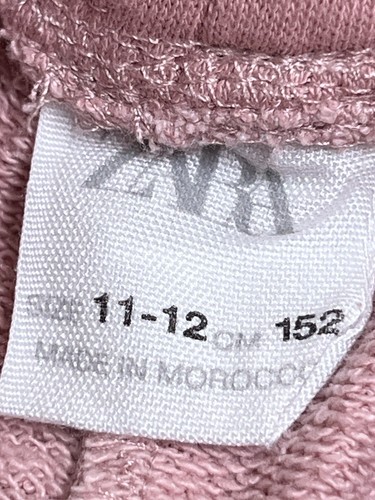 ZARA
SIZE 11-12 CM 152
MADE IN MOROCCO